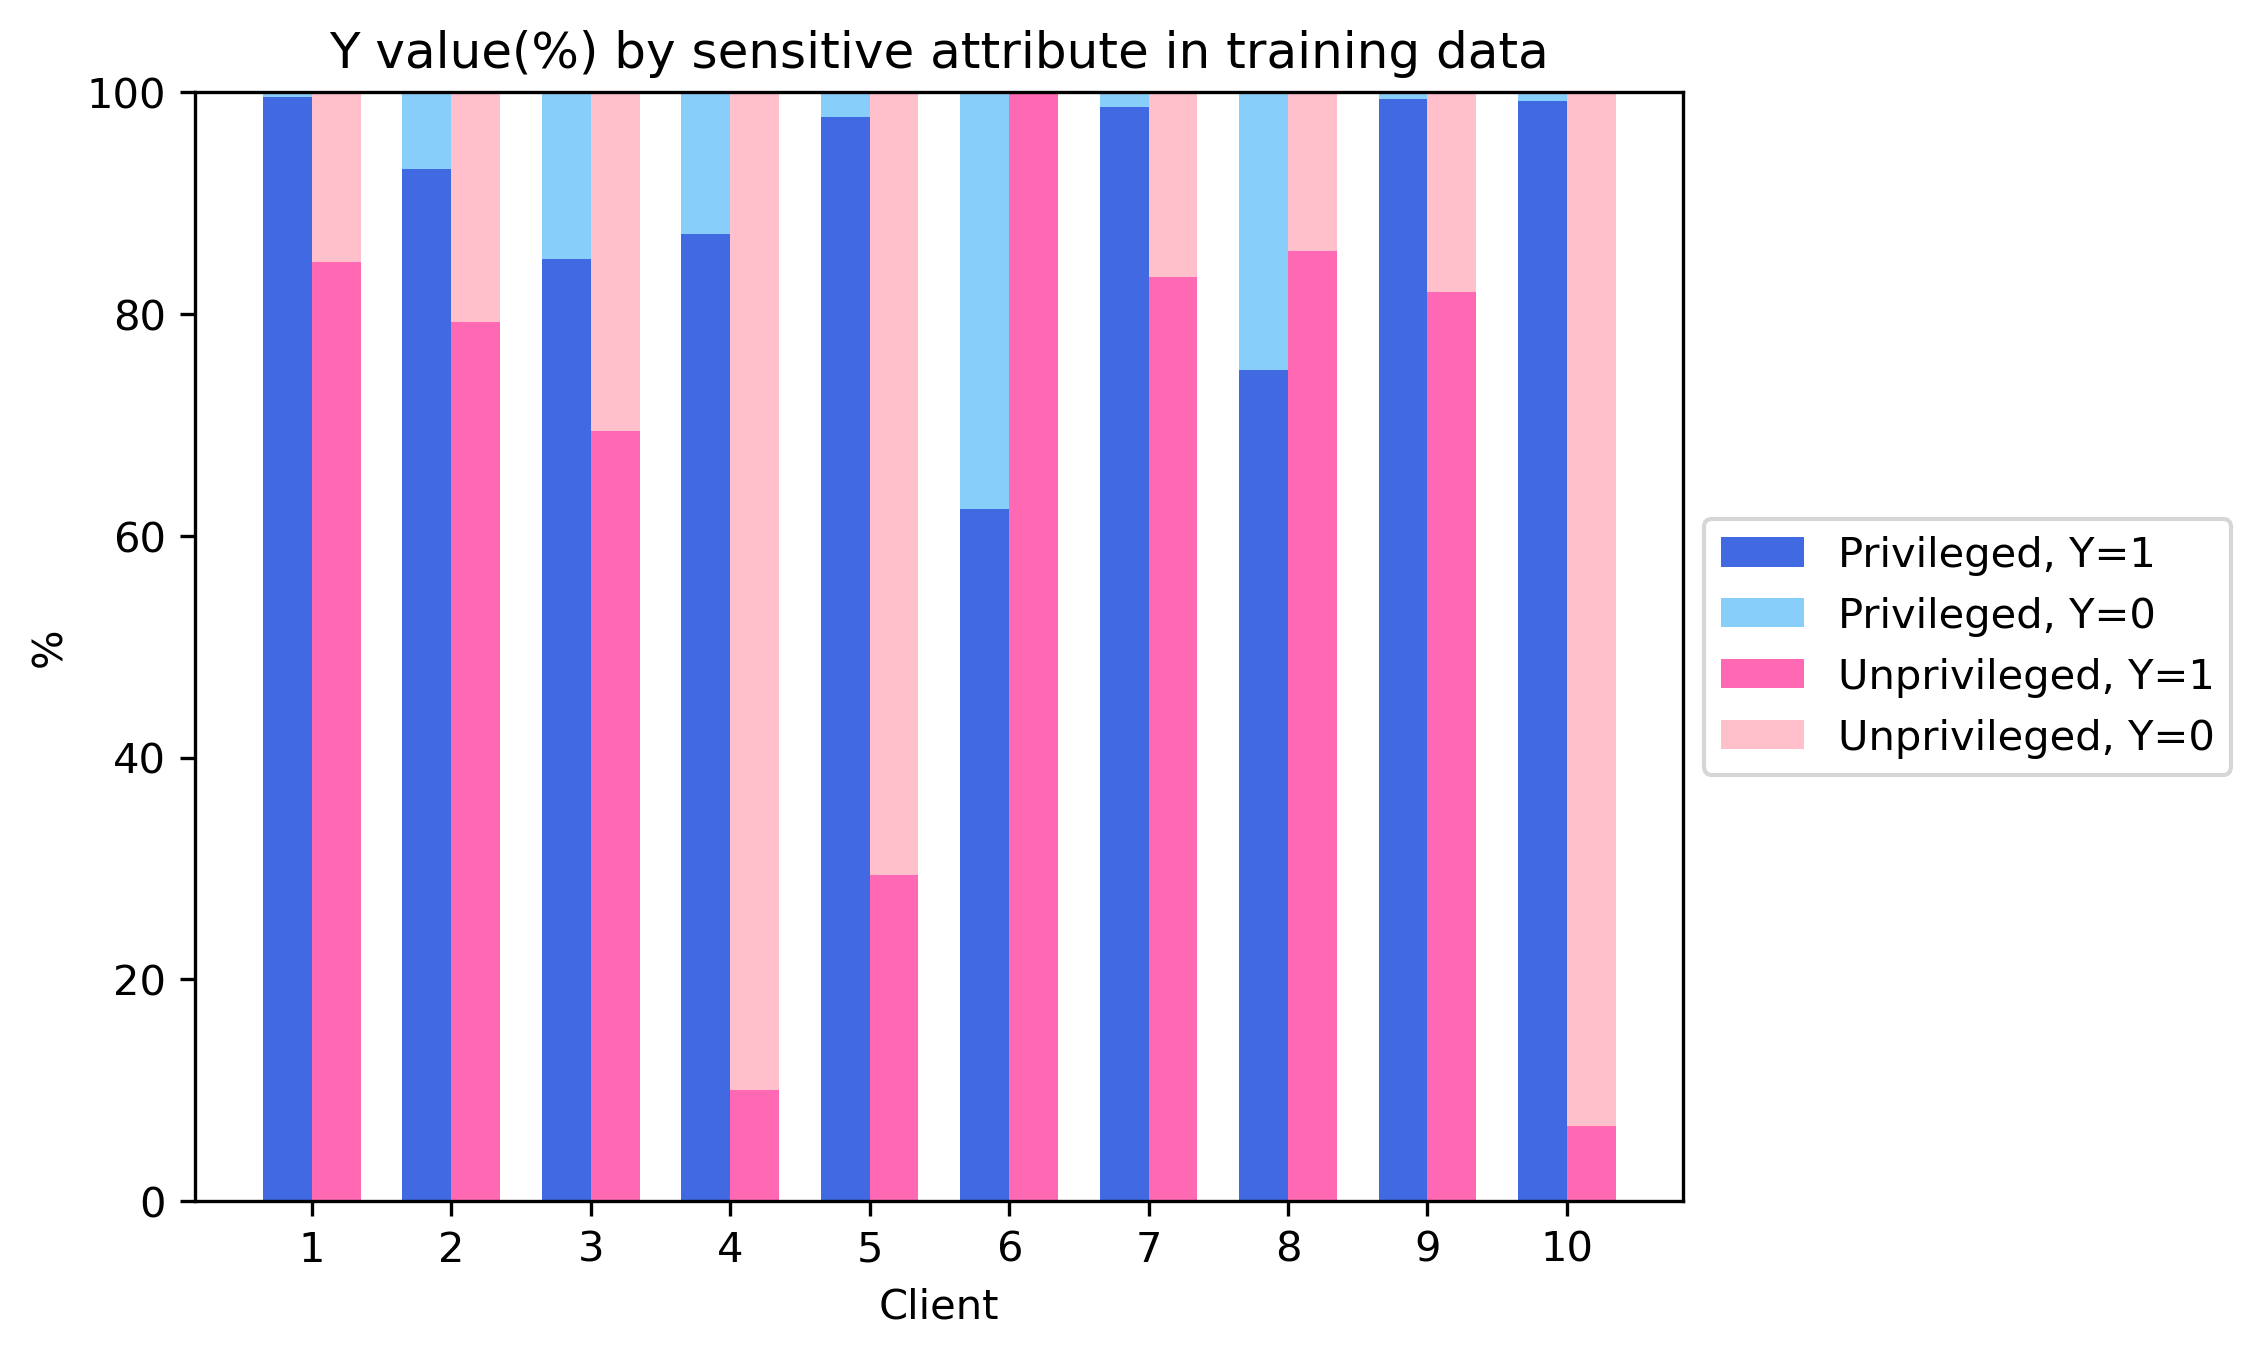 Y value(%) by sensitive attribute in training data
100
80
60
40
20
0
%
1 2 3 4 5 6 7 8 9 10
Client
Privileged, Y=1
Privileged, Y=0
Unprivileged, Y=1
Unprivileged, Y=0